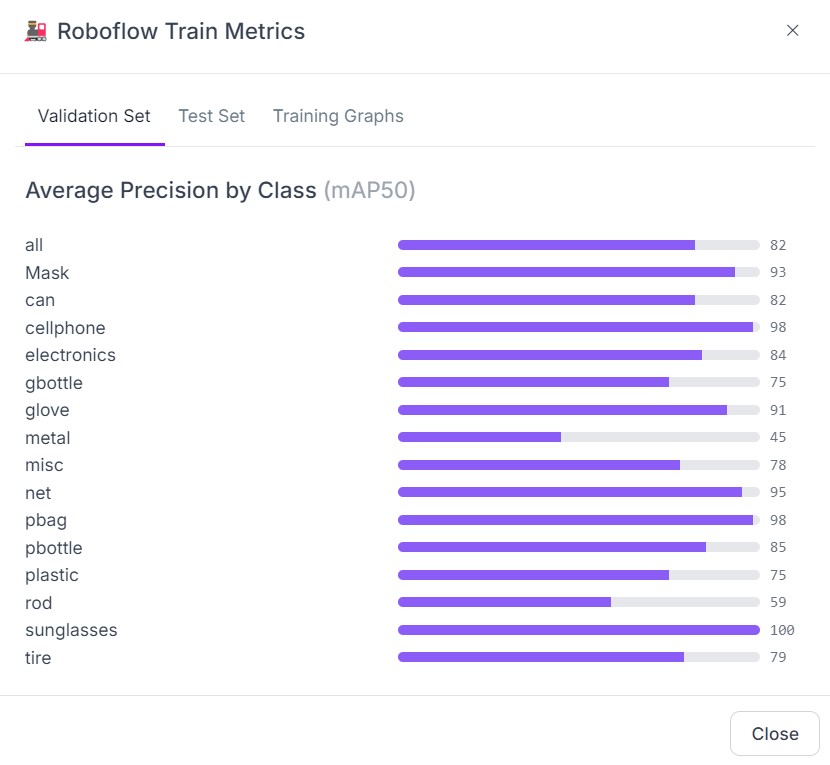 Roboflow Train Metrics
Validation Set Test Set Training Graphs
Average Precision by Class (mAP50)
all 82
Mask 93
can 82
cellphone 98
electronics 84
gbottle 75
glove 91
metal 45
misc 78
net 95
pbag 98
pbottle 85
plastic 75
rod 59
sunglasses 100
tire 79
Close